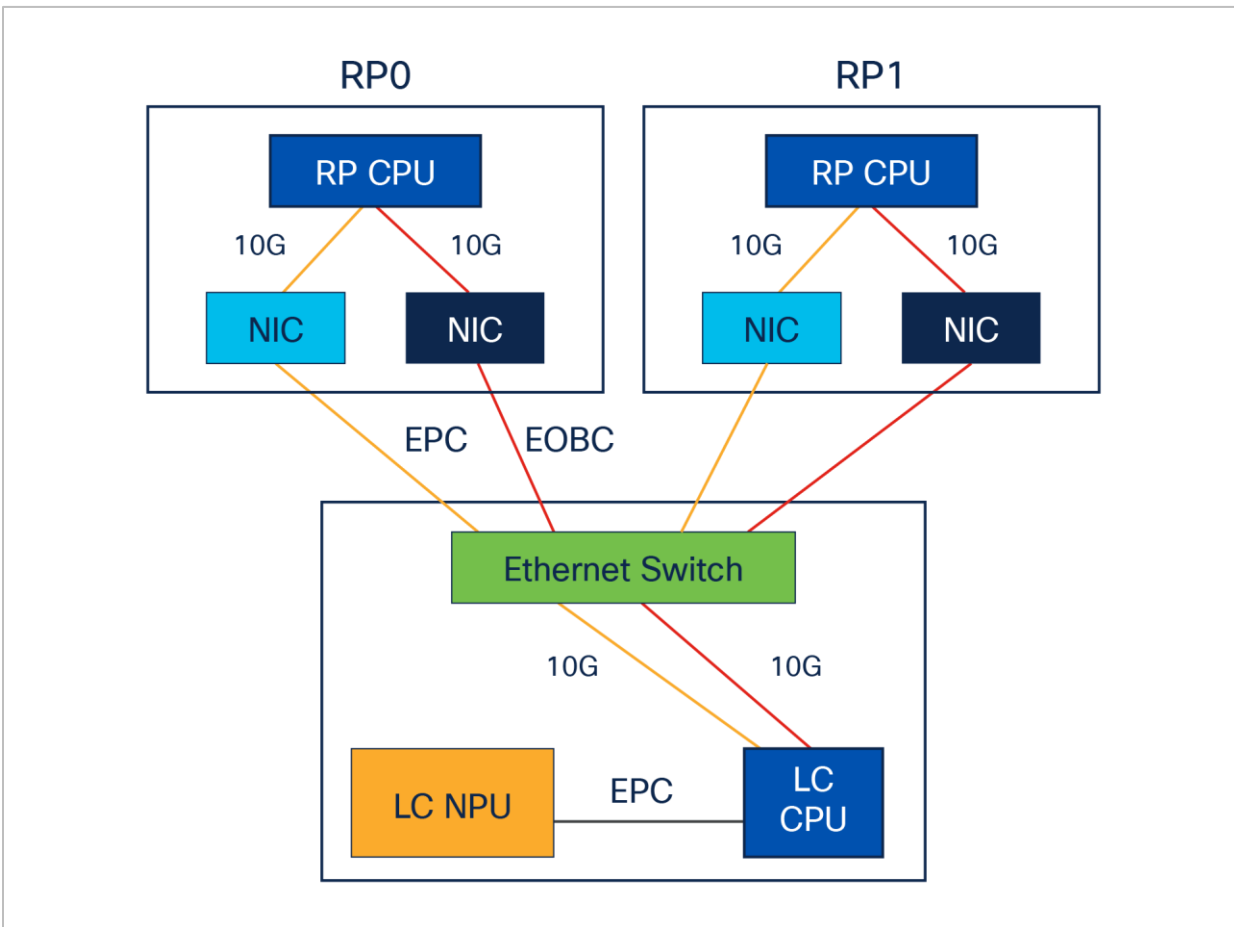 RP0
RP1
RP CPU
RP CPU
10G
10G
10G
10G
NIC
NIC
NIC
NIC
EPC
EOBC
Ethernet Switch
10G
10G
LC NPU
EPC
LC
CPU